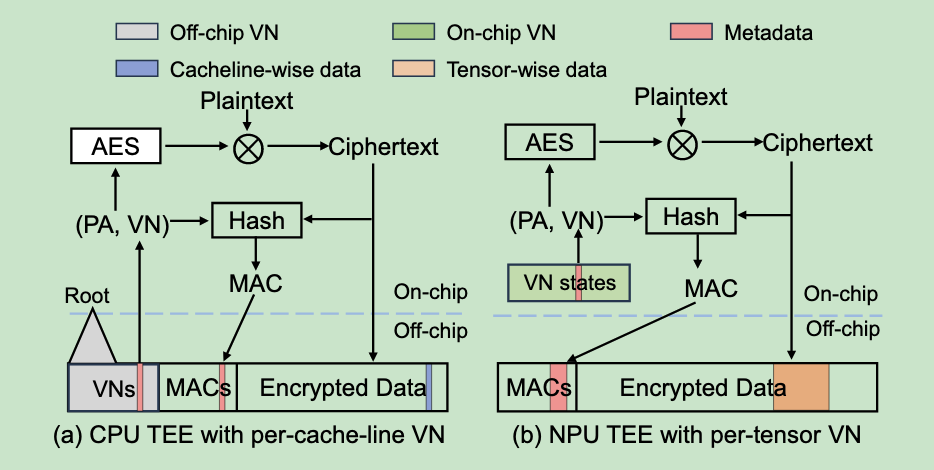 Off-chip VN
On-chip VN
Metadata
Cacheline-wise data
Tensor-wise data
Plaintext
AES
Ciphertext
(PA, VN)
Hash
MAC
Root
On-chip
Off-chip
VNs
MACs
Encrypted Data
(a) CPU TEE with per-cache-line VN
Plaintext
AES
Ciphertext
(PA, VN)
Hash
VN states
MAC
On-chip
Off-chip
MACs
Encrypted Data
(b) NPU TEE with per-tensor VN